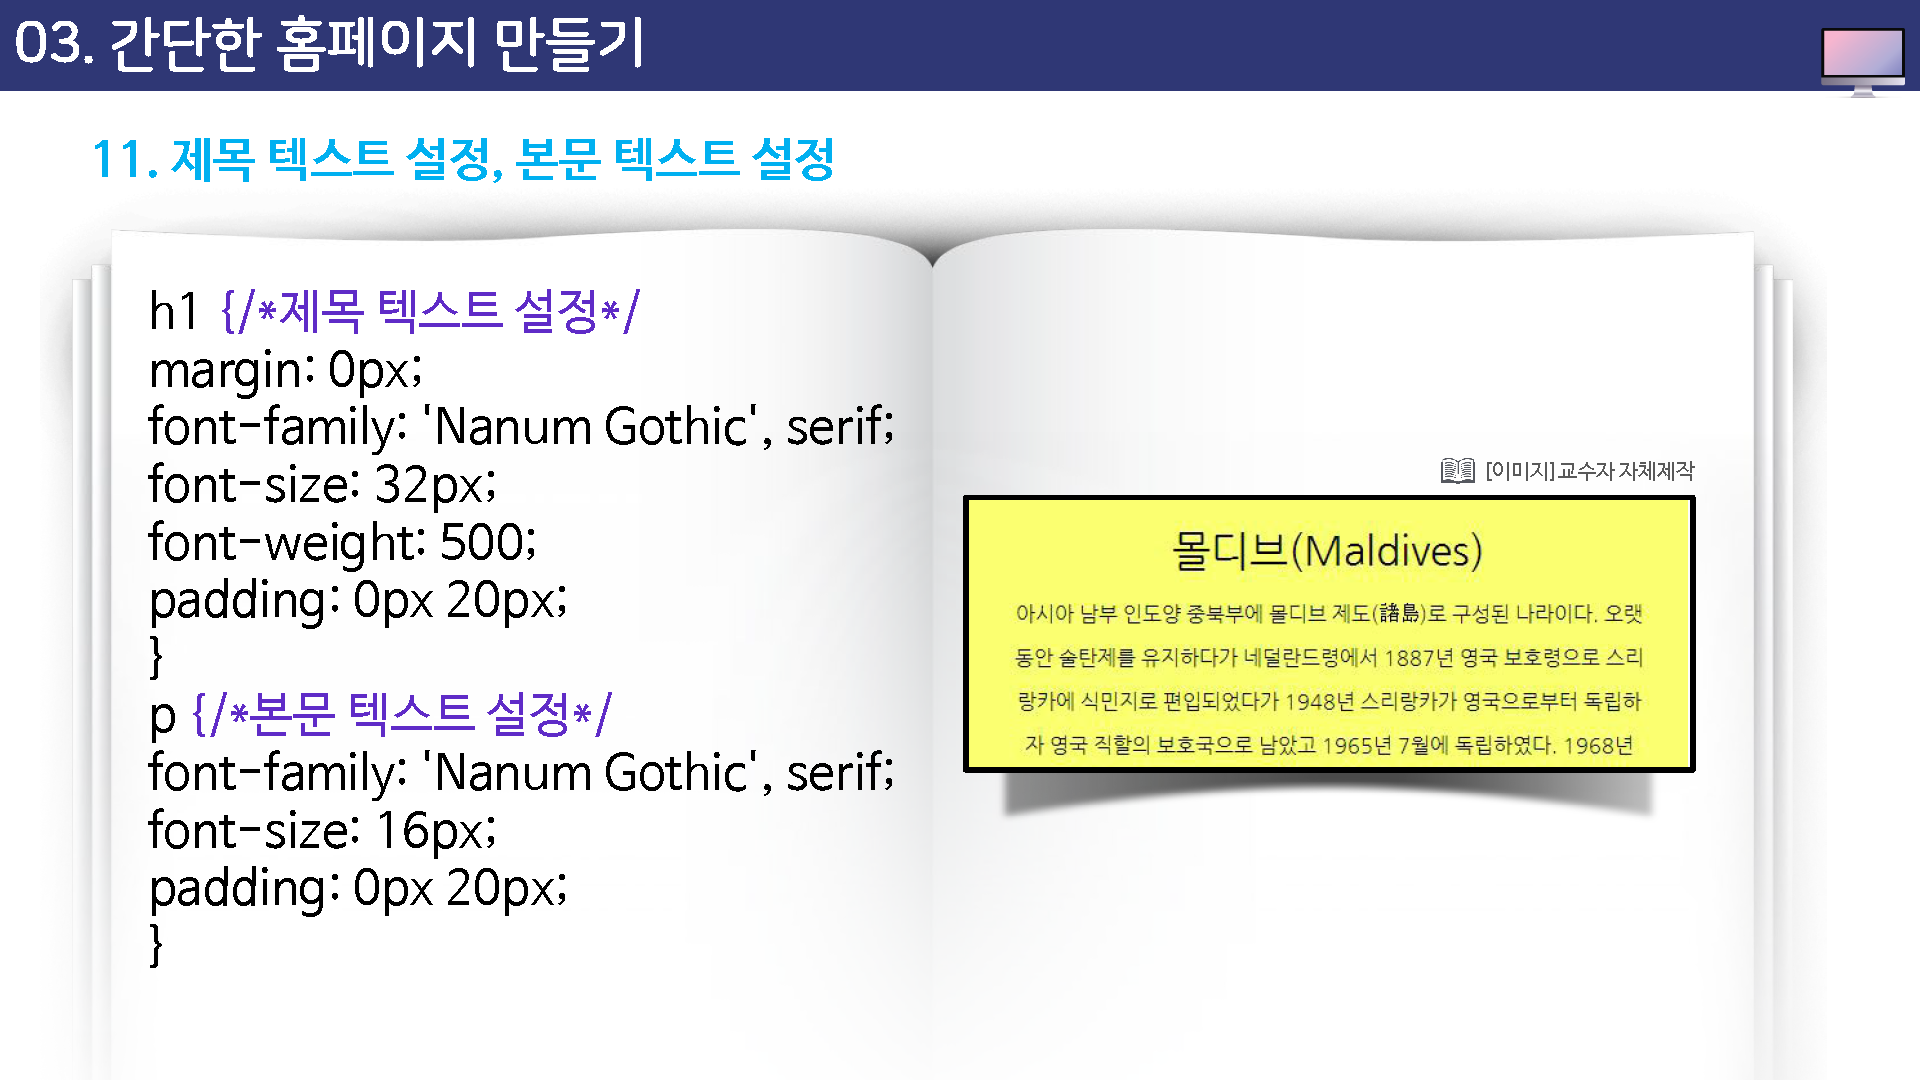 03. 간단한 홈페이지 만들기
11. 제목 텍스트 설정, 본문 텍스트 설정
h1 {/*제목 텍스트 설정*/
margin: 0px;
font-family: 'Nanum Gothic', serif;
font-size: 32px;
font-weight: 500;
padding: 0px 20px;
}
p {/*본문 텍스트 설정*/
font-family: 'Nanum Gothic', serif;
font-size: 16px;
padding: 0px 20px;
}
[이미지] 교수자 자체제작
몰디브(Maldives)
아시아 남부 인도양 중북부에 몰디브 제도(諸島)로 구성된 나라이다. 오랫
동안 술탄제를 유지하다가 네덜란드령에서 1887년 영국 보호령으로 스리
랑카에 식민지로 편입되었다가 1948년 스리랑카가 영국으로부터 독립하
자 영국 직할의 보호국으로 남았고 1965년 7월에 독립하였다. 1968년